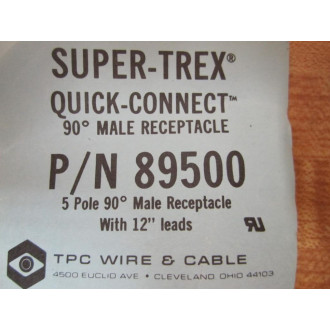 SUPER-TREX®
QUICK-CONNECT™
90° MALE RECEPTACLE
P/N 89500
5 Pole 90° Male Receptacle
With 12" leads
TPC WIRE & CABLE
4500 EUCLID AVE • CLEVELAND OHIO 44103